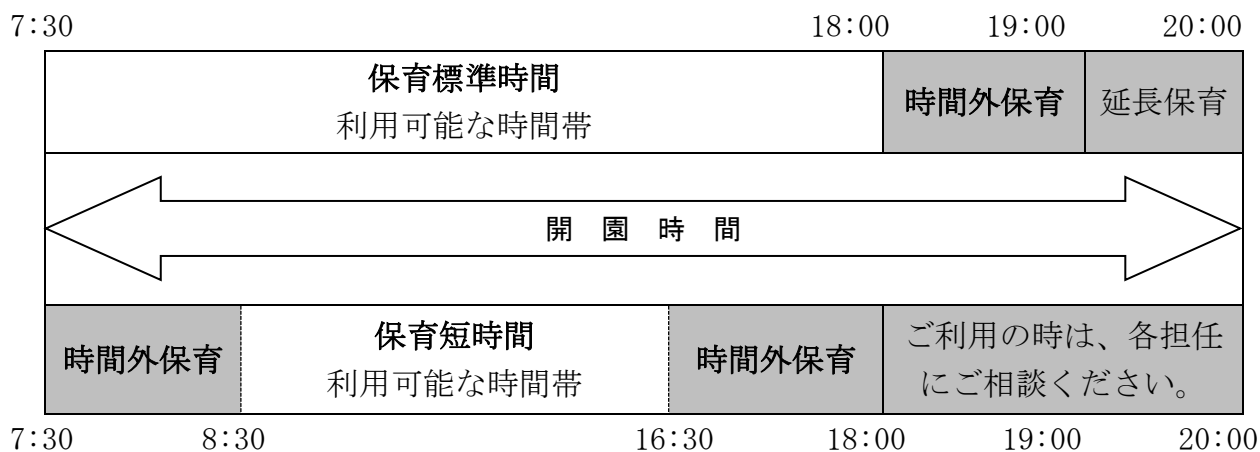 7:30 18:00 19:00 20:00
保育標準時間
利用可能な時間帯
時間外保育
延長保育
開 園 時 間
時間外保育
保育短時間
利用可能な時間帯
時間外保育
ご利用の時は、各担任
にご相談ください。
7:30 8:30 16:30 18:00 19:00 20:00